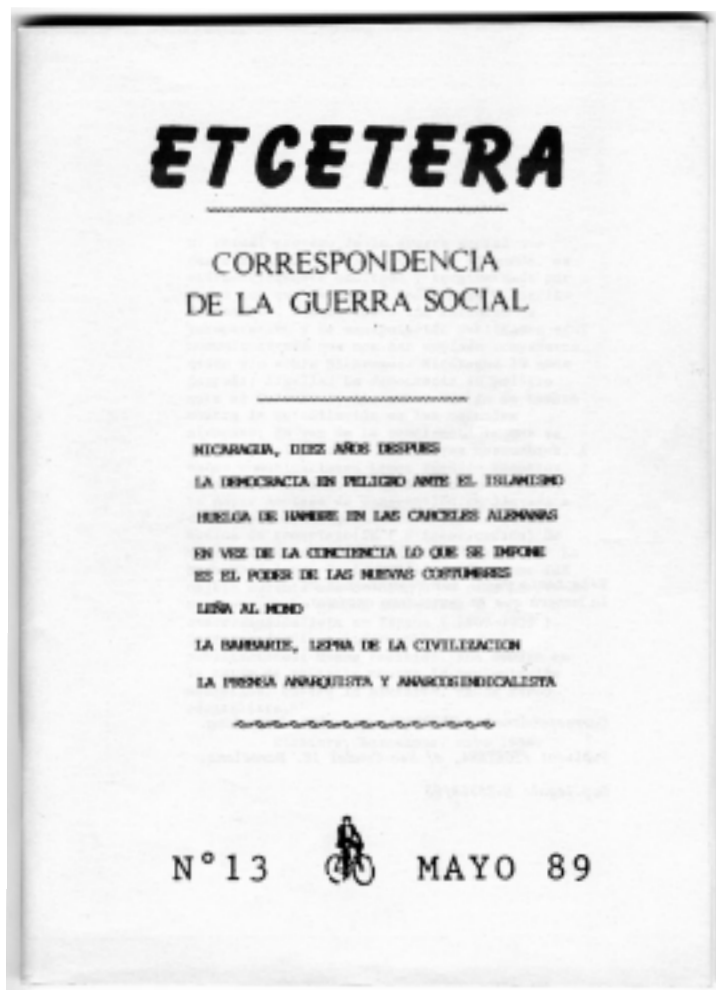 ETCETERA
CORRESPONDENCIA
DE LA GUERRA SOCIAL
NICARAGUA, DIEZ AÑOS DESPUES
LA DEMOCRACIA EN PELIGRO ANTE EL ISLAMISMO
HUELGA DE HAMBRE EN LAS CARCELES ALEMANAS
EN VEZ DE LA CONCIENCIA LO QUE SE IMPONE
ES EL PODER DE LAS NUEVAS COSTUMBRES
LEÑA AL MONO
LA BARBARIE, LEPRA DE LA CIVILIZACION
LA PRENSA ANARQUISTA Y ANARCOSINDICALISTA
N°13 MAYO 89